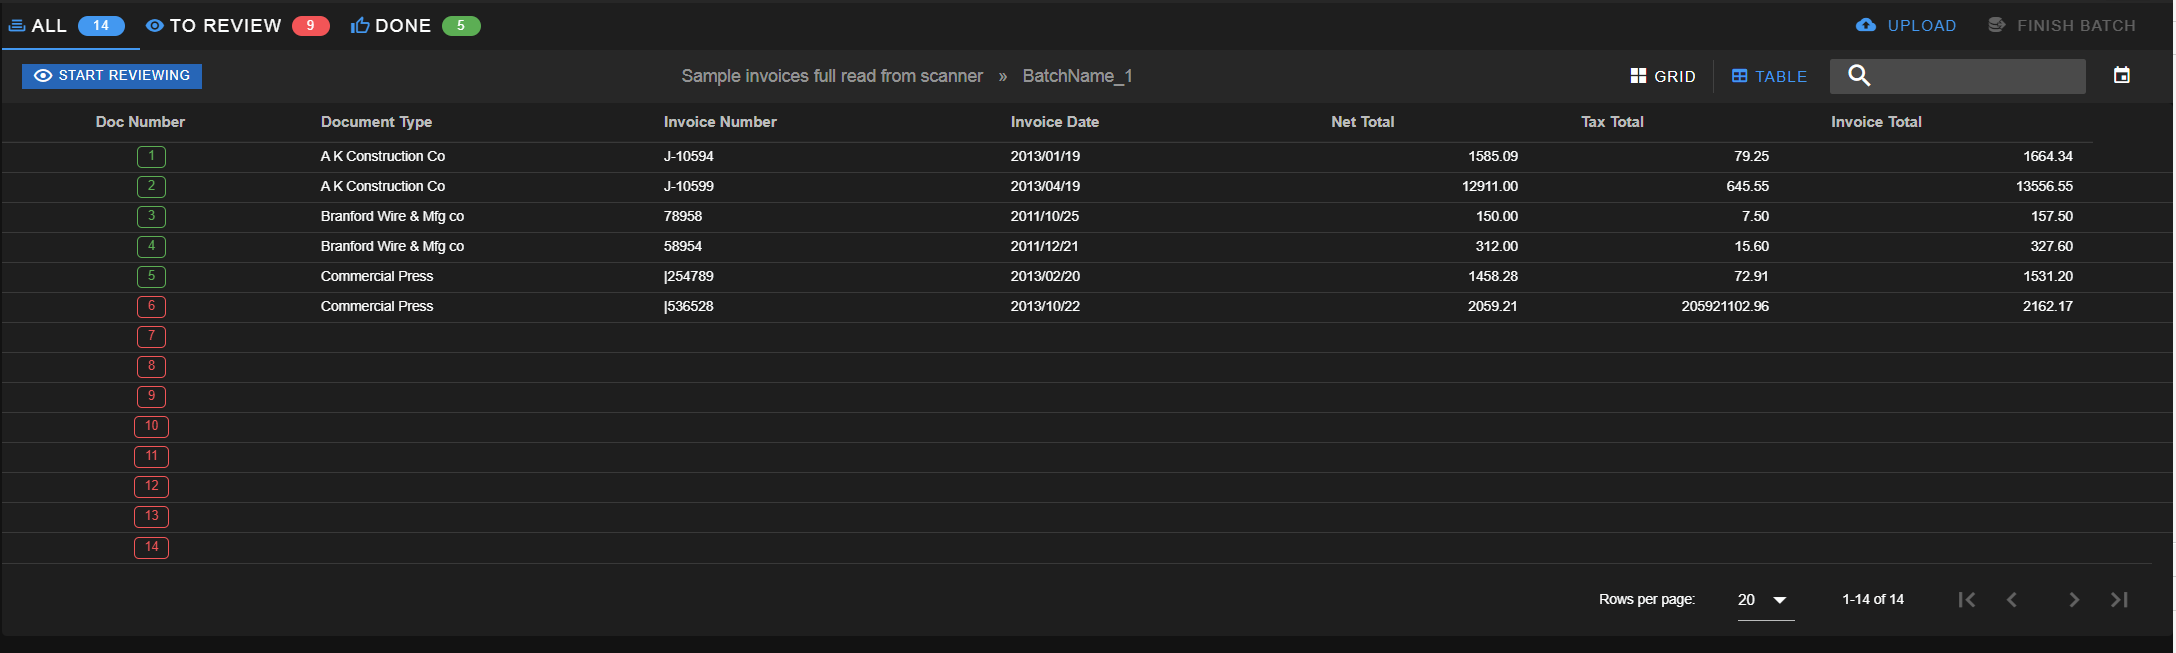 ALL 14 TO REVIEW 9 DONE 5 UPLOAD FINISH BATCH
START REVIEWING Sample invoices full read from scanner » BatchName_1 GRID TABLE
Doc Number Document Type Invoice Number Invoice Date Net Total Tax Total Invoice Total
1 A K Construction Co J-10594 2013/01/19 1585.09 79.25 1664.34
2 A K Construction Co J-10599 2013/04/19 12911.00 645.55 13556.55
3 Branford Wire & Mfg co 78958 2011/10/25 150.00 7.50 157.50
4 Branford Wire & Mfg co 58954 2011/12/21 312.00 15.60 327.60
5 Commercial Press |254789 2013/02/20 1458.28 72.91 1531.20
6 Commercial Press |536528 2013/10/22 2059.21 205921102.96 2162.17
7
8
9
10
11
12
13
14
Rows per page: 20 1-14 of 14